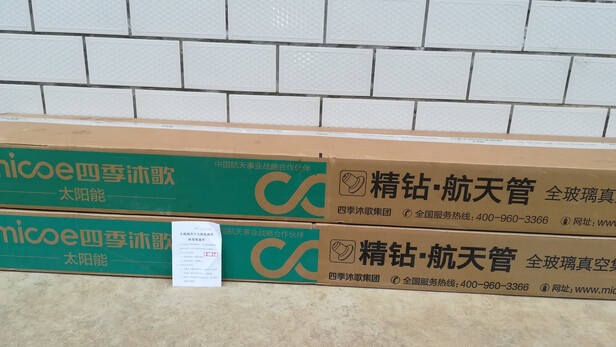 micoe四季沐歌
太阳能
中国航天事业战略合作伙伴
精钻·航天管
全玻璃真空
四季沐歌集团
全国服务热线:400-960-3366
网址:www.
micoe四季沐歌
太阳能
中国航天事业战略合作伙伴
精钻·航天管
全玻璃真空集
四季沐歌集团
全国服务热线:400-960-3366
网址:www.mic